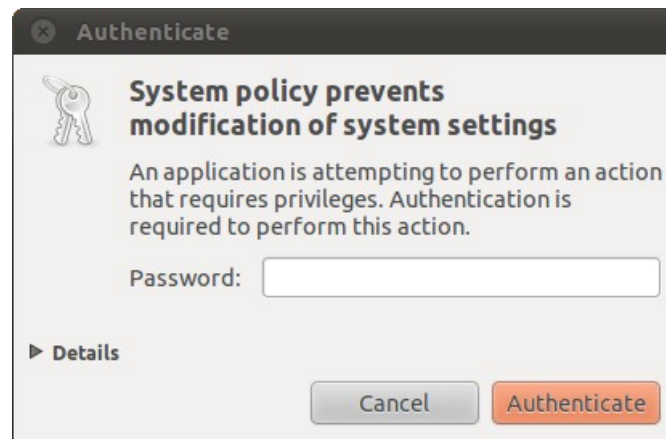 Authenticate
System policy prevents
modification of system settings
An application is attempting to perform an action
that requires privileges. Authentication is
required to perform this action.
Password:
Details
Cancel
Authenticate